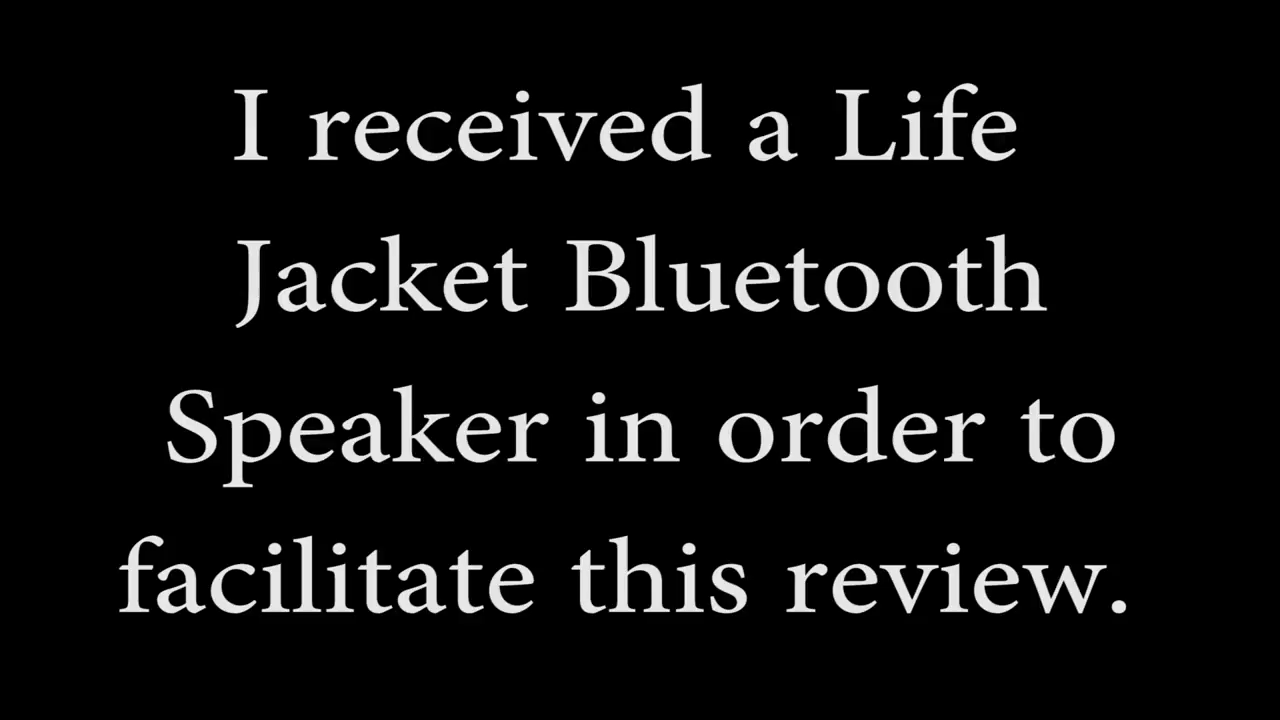 I received a Life
Jacket Bluetooth
Speaker in order to
facilitate this review.